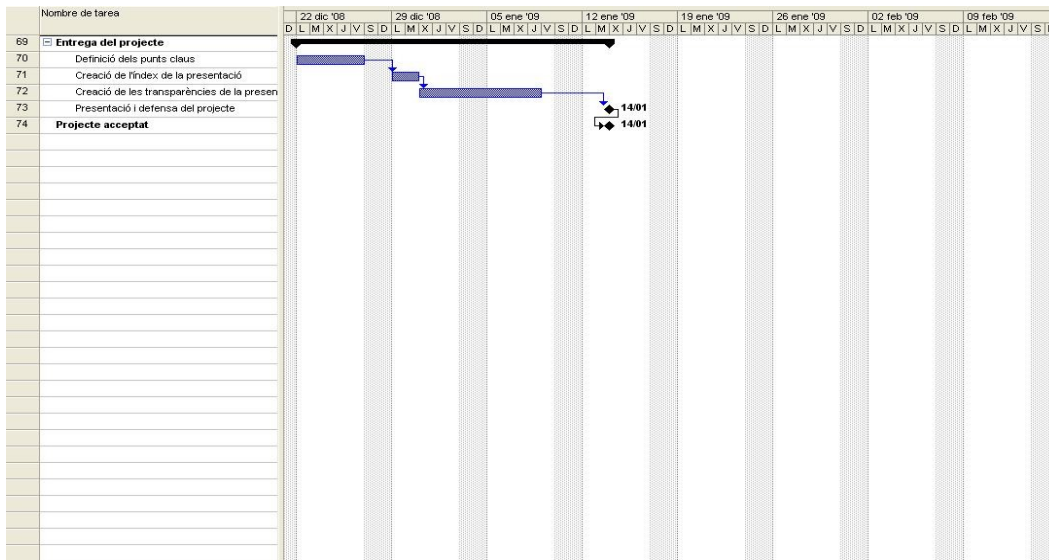 Nombre de tarea
22 dic '08 29 dic '08 05 ene '09 12 ene '09 19 ene '09 26 ene '09 02 feb '09 09 feb '09
D L M X J V S D L M X J V S D L M X J V S D L M X J V S D L M X J V S D L M X J V S D L M X J V S D L M X J V S
69 Entrega del projecte
70 Definició dels punts claus
71 Creació de l'índex de la presentació
72 Creació de les transparències de la presen
73 Presentació i defensa del projecte 14/01
74 Projecte acceptat 14/01